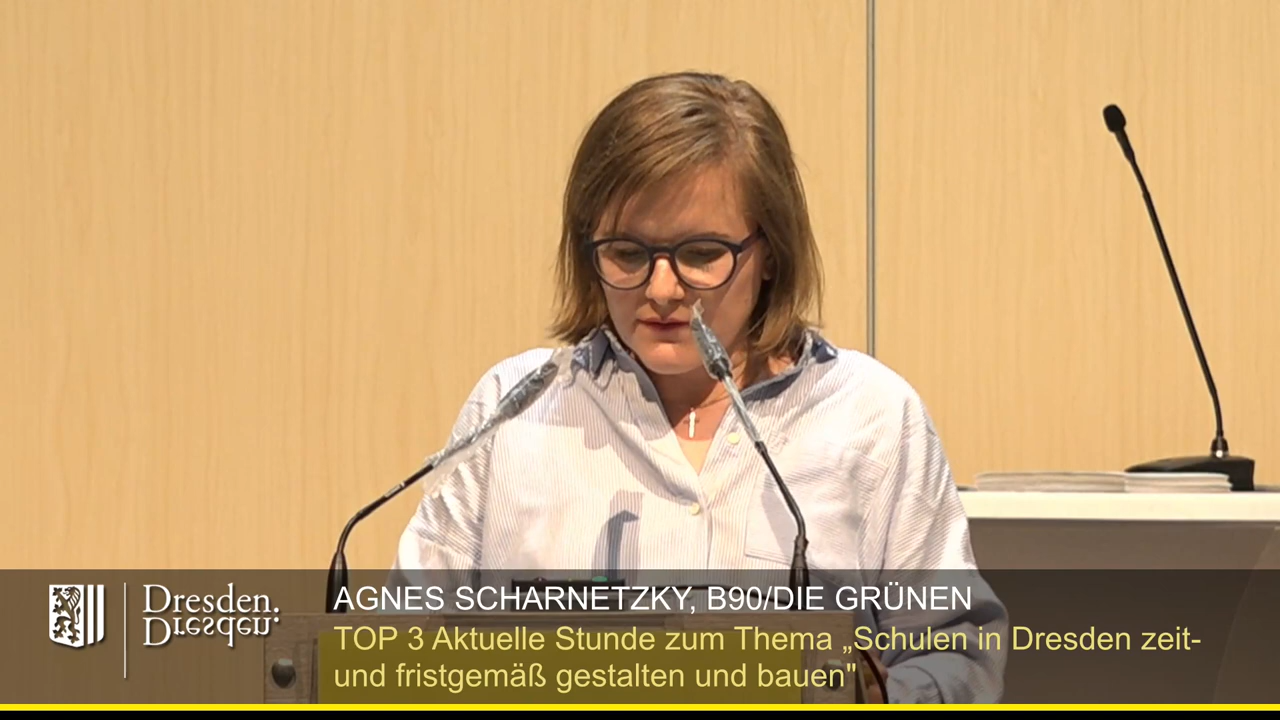 Dresden.
Dresden.
AGNES SCHARNETZKY, B90/DIE GRÜNEN
TOP 3 Aktuelle Stunde zum Thema „Schulen in Dresden zeit-
und fristgemäß gestalten und bauen"